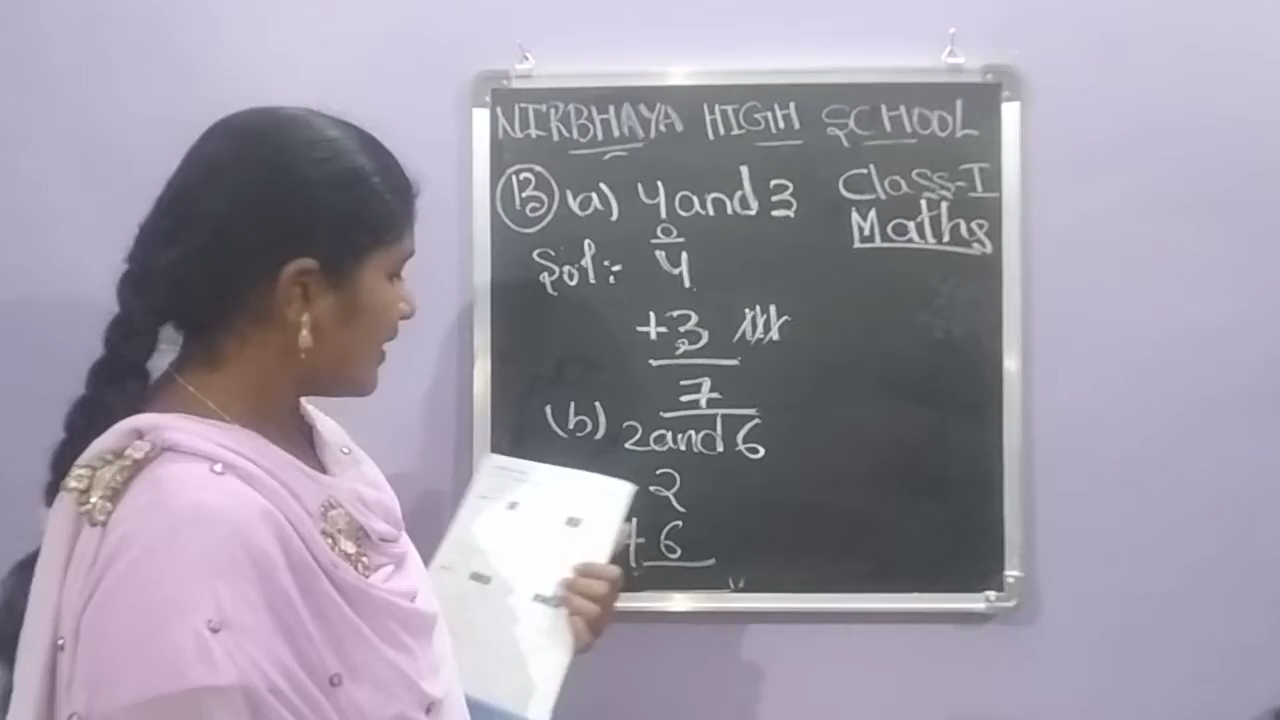 NIRBHAYA HIGH SCHOOL
Class-I
Maths
13 a) 4 and 3
Sol:- 4
+3
7
(b) 2 and 6
2
+6